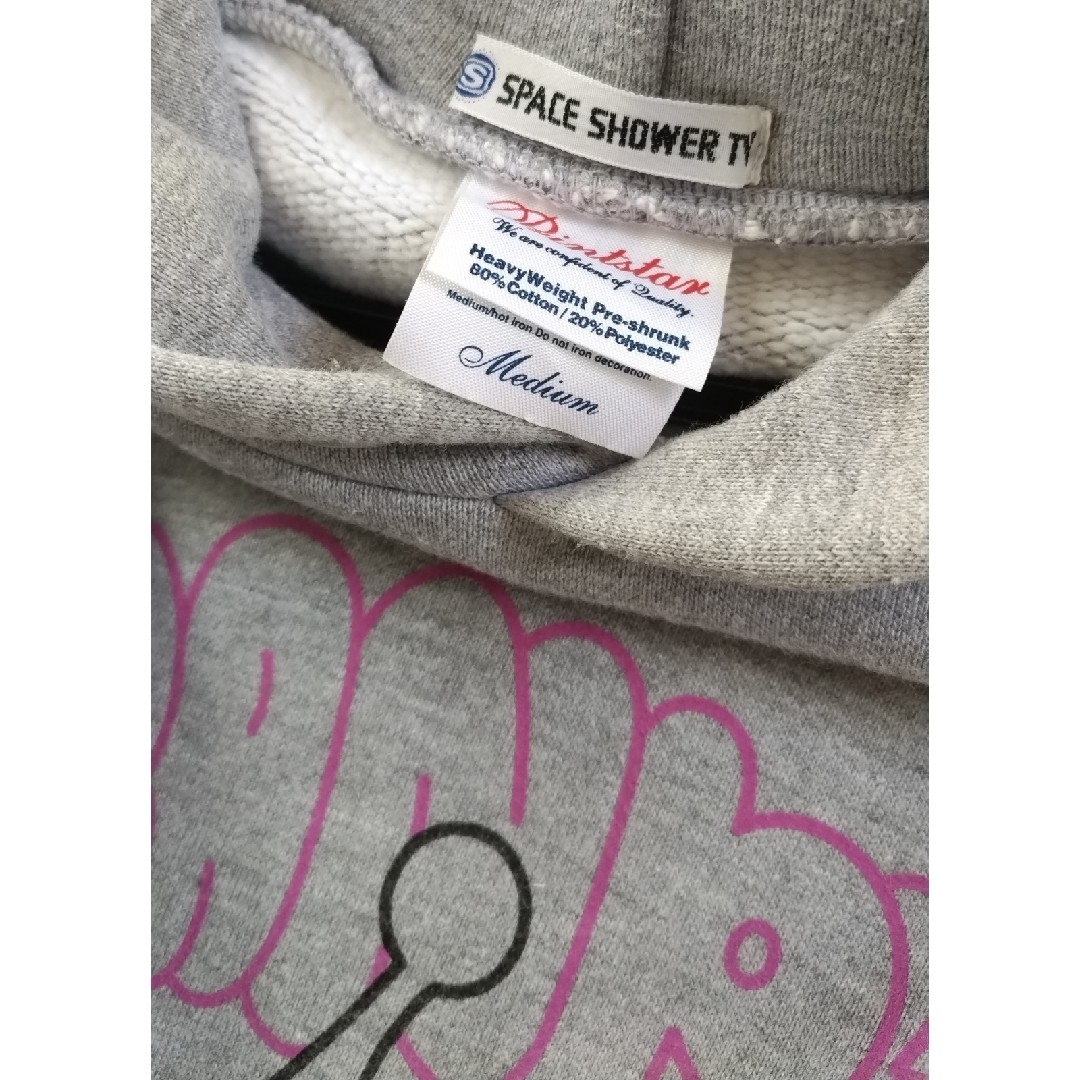 S SPACE SHOWER TV
Printstar
We are confident of Quality.
HeavyWeight Pre-shrunk
80%Cotton/20%Polyester
Medium/hot iron Do not iron decoration.
Medium